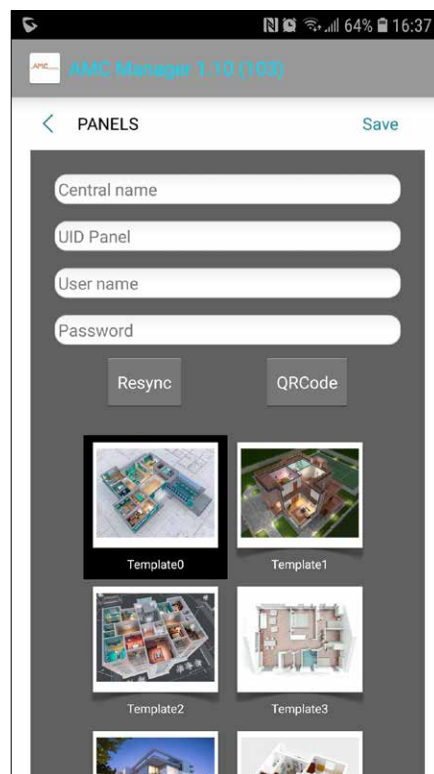 64% 16:37
AMC AMC Manager 1.10 (103)
PANELS Save
Central name
UID Panel
User name
Password
Resync QRCode
Template0 Template1
Template2 Template3